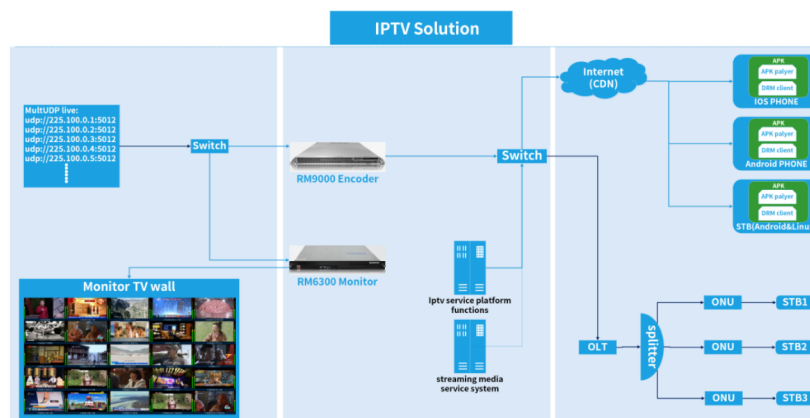 IPTV Solution
MultUDP live:
udp://225.100.0.1:5012
udp://225.100.0.2:5012
udp://225.100.0.3:5012
udp://225.100.0.4:5012
udp://225.100.0.5:5012
Switch
RM9000 Encoder
RM6300 Monitor
Monitor TV wall
Iptv service platform
functions
streaming media
service system
Switch
Internet
(CDN)
APK
APK palyer
DRM client
IOS PHONE
APK
APK palyer
DRM client
Android PHONE
APK
APK palyer
DRM client
STB(Android&Linu
OLT
splitter
ONU
STB1
ONU
STB2
ONU
STB3